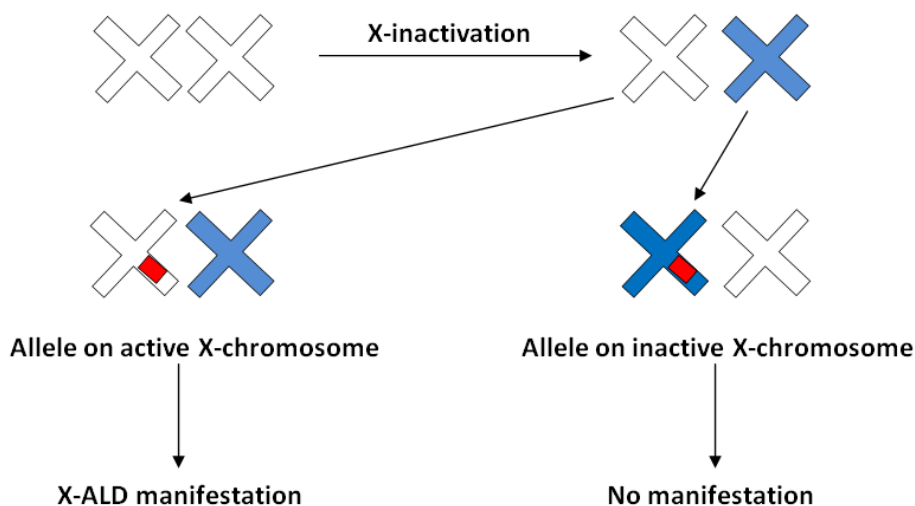 X-inactivation
Allele on active X-chromosome
Allele on inactive X-chromosome
X-ALD manifestation
No manifestation